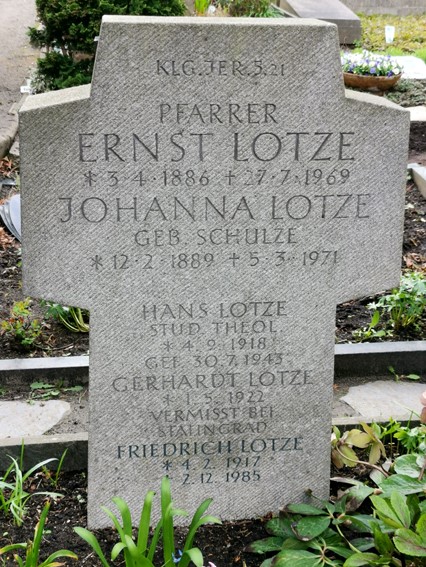 KLG. JER. 5.21
PFARRER
ERNST LOTZE
* 3·4·1886 + 27·7·1969
JOHANNA LOTZE
GEB. SCHULZE
* 12·2·1889 + 5·3·1971
HANS LOTZE
STUD. THEOL.
* 4·9·1918
GEF. 30.7.1943
GERHARDT LOTZE
* 1·5·1922
VERMISST BEI
STALINGRAD
FRIEDRICH LOTZE
* 4·2·1917
+ 2·12·1985